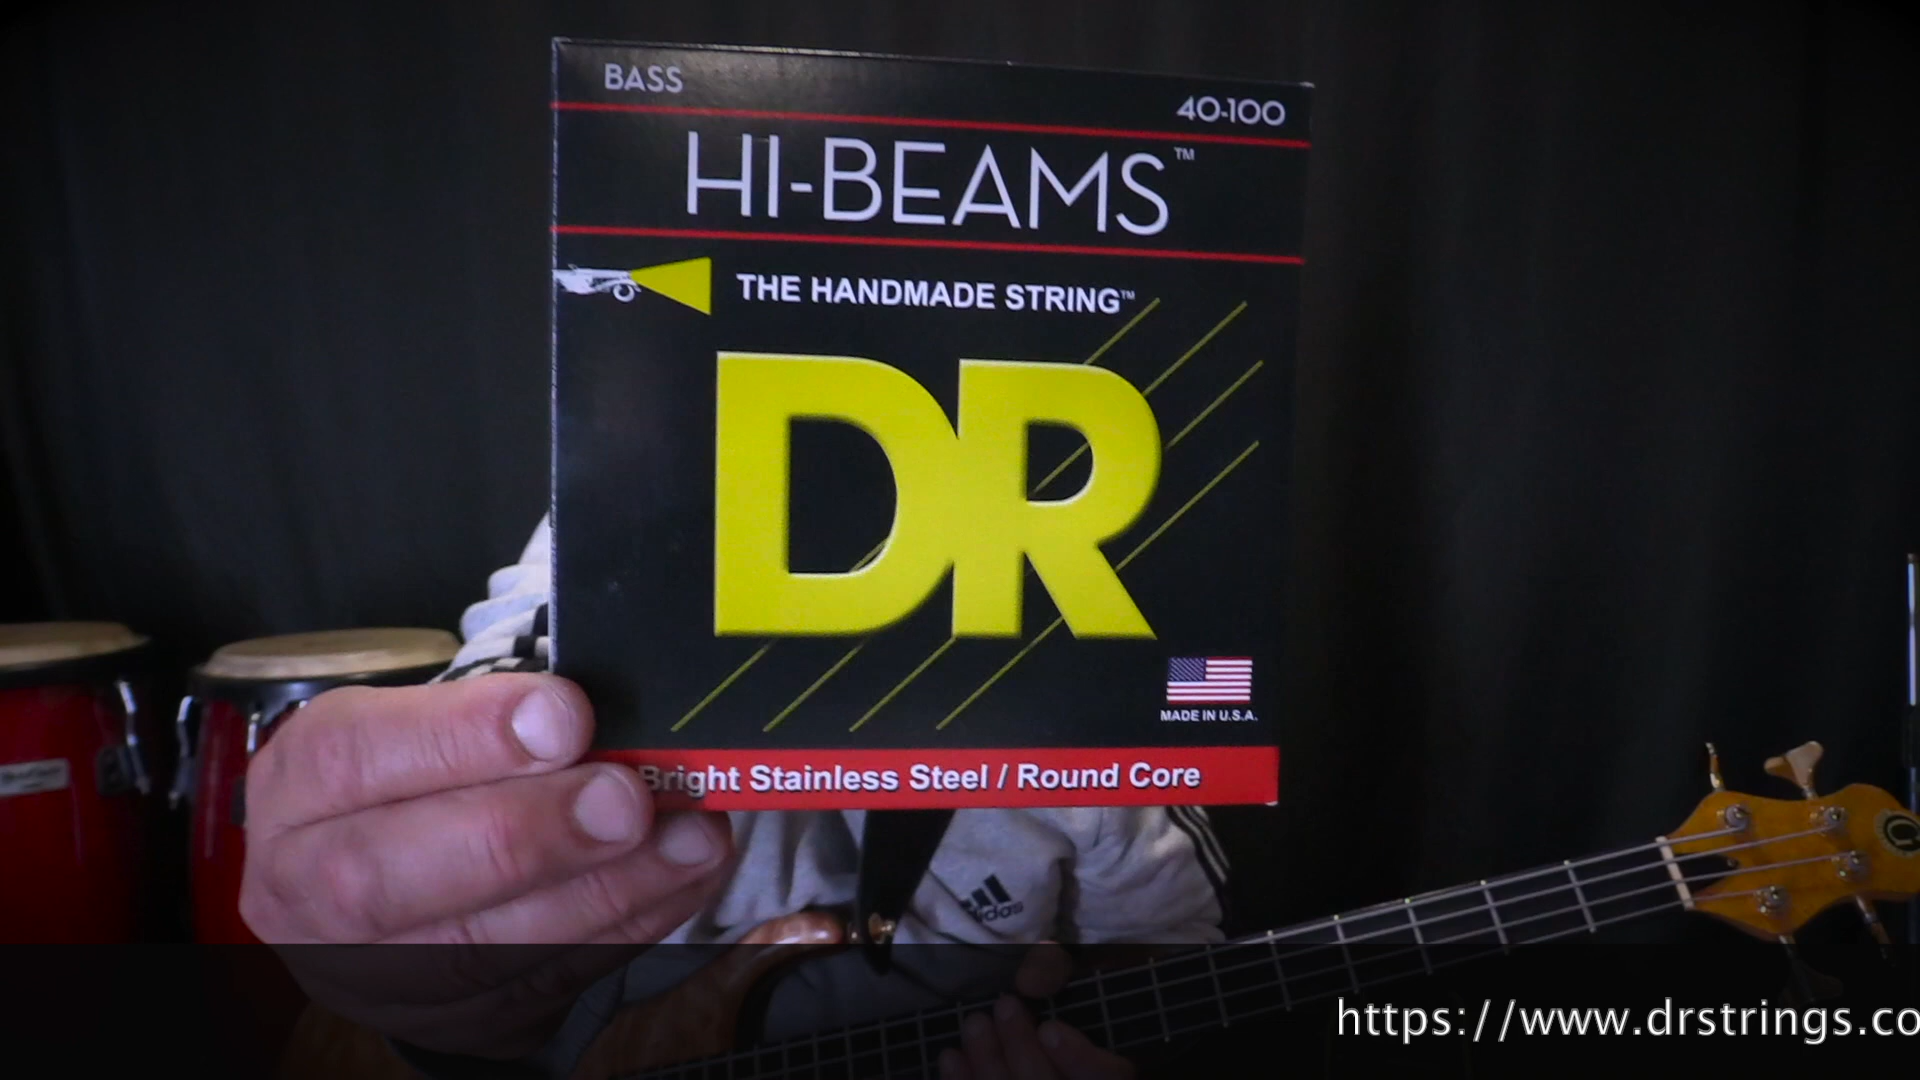 BASS
40-100
HI-BEAMS™
THE HANDMADE STRING™
DR
MADE IN U.S.A.
Bright Stainless Steel / Round Core
adidas
https://www.drstrings.co